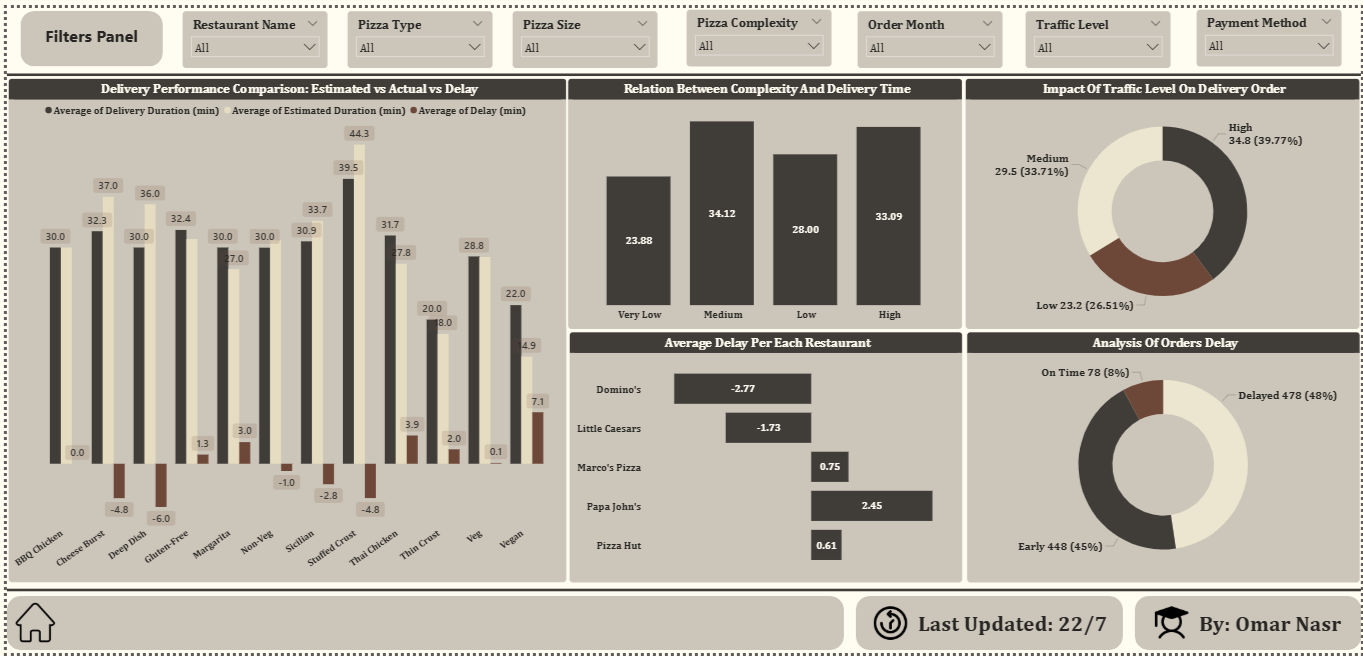 Filters Panel
Restaurant Name
All
Pizza Type
All
Pizza Size
All
Pizza Complexity
All
Order Month
All
Traffic Level
All
Payment Method
All
Delivery Performance Comparison: Estimated vs Actual vs Delay
Average of Delivery Duration (min) Average of Estimated Duration (min) Average of Delay (min)
44.3
39.5
37.0
36.0
33.7
32.3
32.4
31.7
30.9
30.0
30.0
30.0
30.0
28.8
27.0
27.8
22.0
20.0
7.1
3.9
3.0
2.0
1.3
0.0
0.1
-1.0
-2.8
-4.8
-4.8
-6.0
BBQ Chicken
Cheese Burst
Deep Dish
Gluten-Free
Margarita
Non-Veg
Sicilian
Stuffed Crust
Thai Chicken
Thin Crust
Veg
Vegan
Relation Between Complexity And Delivery Time
23.88
34.12
28.00
33.09
Very Low
Medium
Low
High
Impact Of Traffic Level On Delivery Order
High
34.8 (39.77%)
Medium
29.5 (33.71%)
Low 23.2 (26.51%)
Average Delay Per Each Restaurant
Domino's
-2.77
Little Caesars
-1.73
Marco's Pizza
0.75
Papa John's
2.45
Pizza Hut
0.61
Analysis Of Orders Delay
On Time 78 (8%)
Delayed 478 (48%)
Early 448 (45%)
Last Updated: 22/7
By: Omar Nasr